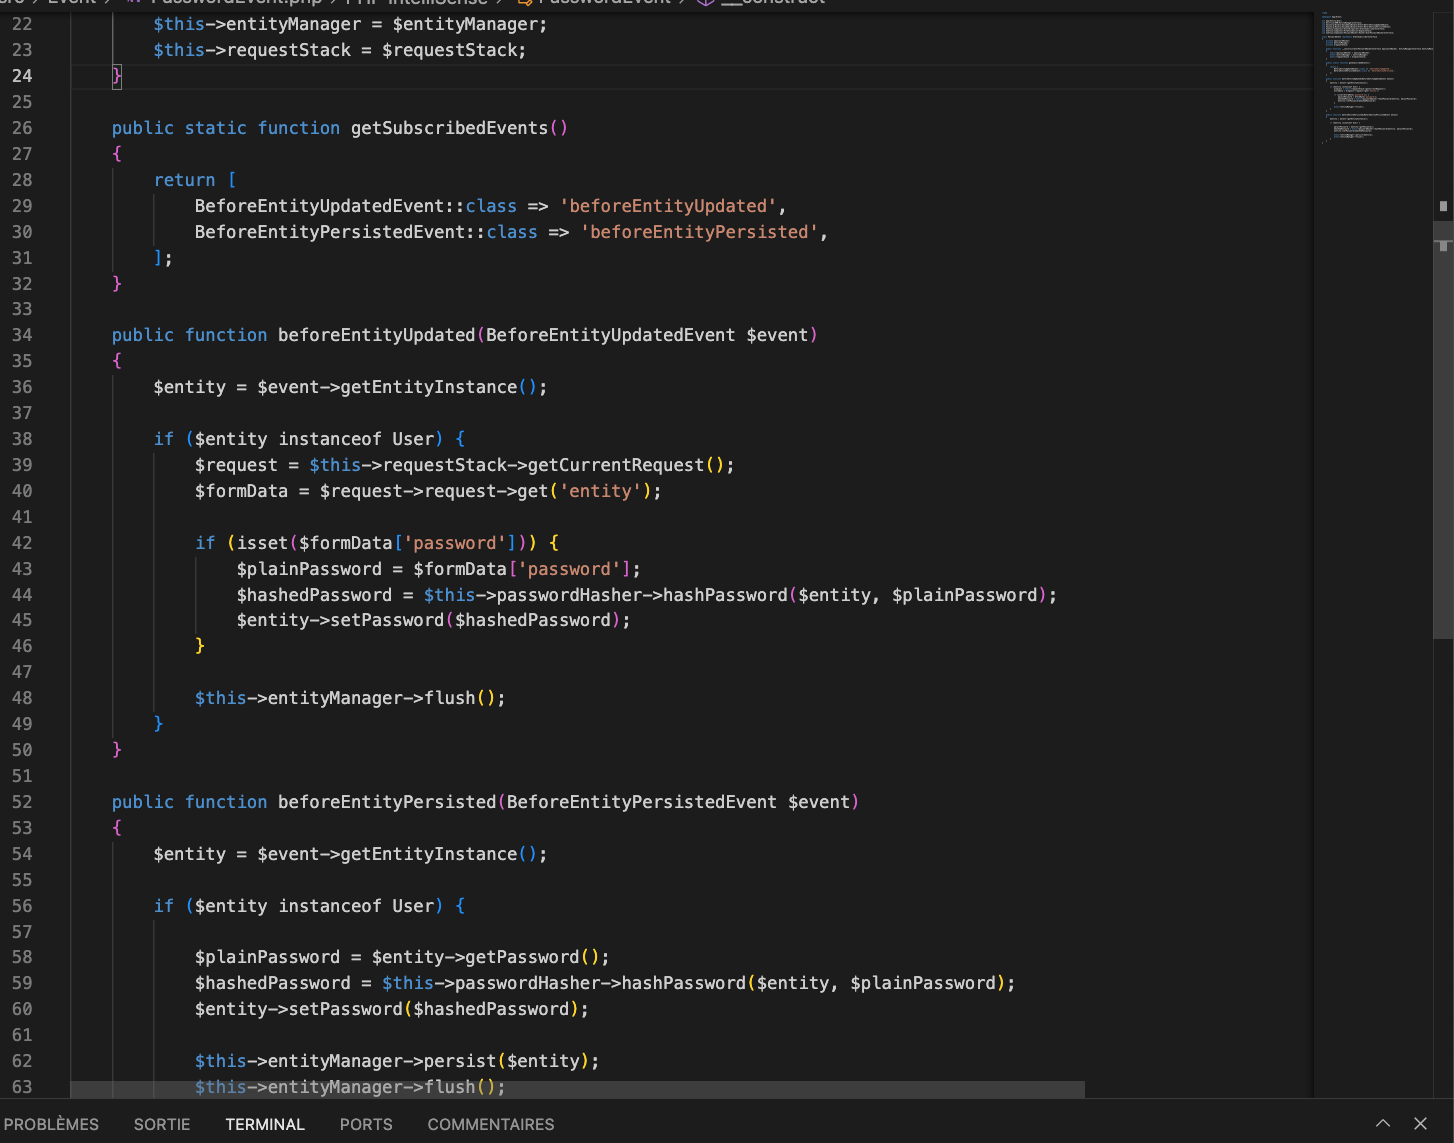 src > Event > PasswordEvent.php > PHP IntelliSense > PasswordEvent > __construct
22 $this->entityManager = $entityManager;
23 $this->requestStack = $requestStack;
24 }
25
26 public static function getSubscribedEvents()
27 {
28 return [
29 BeforeEntityUpdatedEvent::class => 'beforeEntityUpdated',
30 BeforeEntityPersistedEvent::class => 'beforeEntityPersisted',
31 ];
32 }
33
34 public function beforeEntityUpdated(BeforeEntityUpdatedEvent $event)
35 {
36 $entity = $event->getEntityInstance();
37
38 if ($entity instanceof User) {
39 $request = $this->requestStack->getCurrentRequest();
40 $formData = $request->request->get('entity');
41
42 if (isset($formData['password'])) {
43 $plainPassword = $formData['password'];
44 $hashedPassword = $this->passwordHasher->hashPassword($entity, $plainPassword);
45 $entity->setPassword($hashedPassword);
46 }
47
48 $this->entityManager->flush();
49 }
50 }
51
52 public function beforeEntityPersisted(BeforeEntityPersistedEvent $event)
53 {
54 $entity = $event->getEntityInstance();
55
56 if ($entity instanceof User) {
57
58 $plainPassword = $entity->getPassword();
59 $hashedPassword = $this->passwordHasher->hashPassword($entity, $plainPassword);
60 $entity->setPassword($hashedPassword);
61
62 $this->entityManager->persist($entity);
63 $this->entityManager->flush();
PROBLÈMES SORTIE TERMINAL PORTS COMMENTAIRES